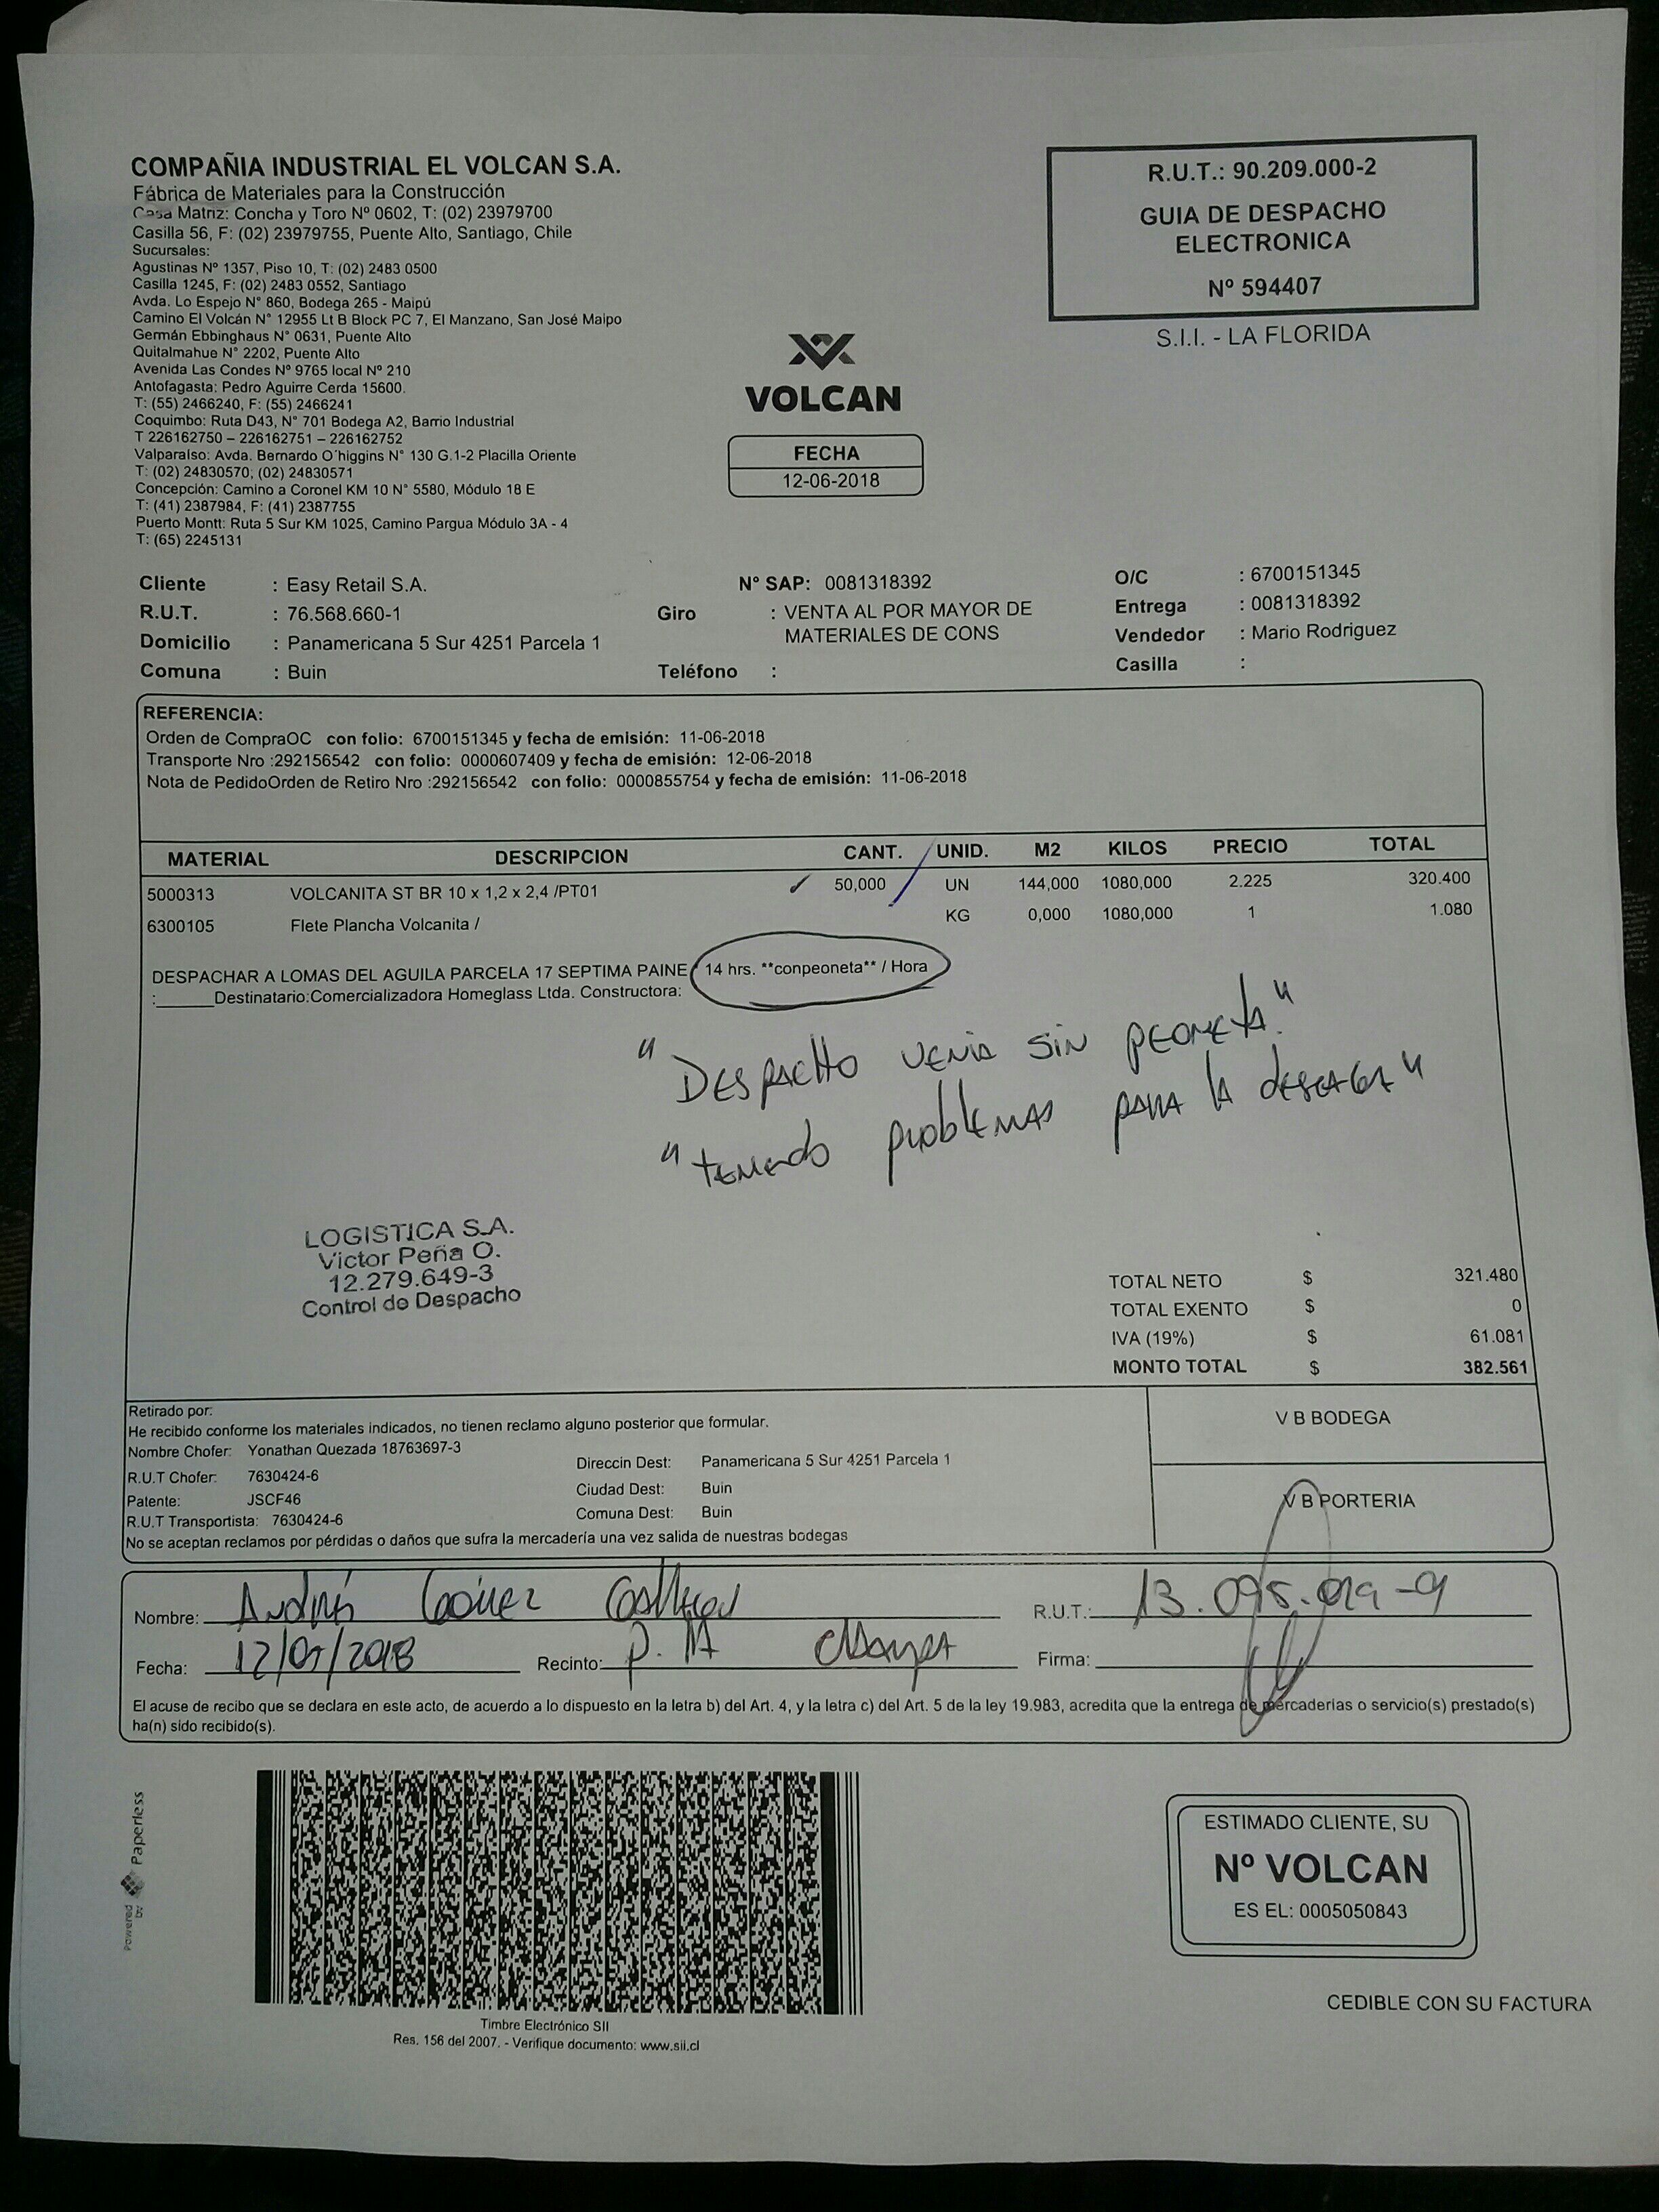 COMPAÑIA INDUSTRIAL EL VOLCAN S.A.
Fábrica de Materiales para la Construcción
Casa Matriz: Concha y Toro Nº 0602, T: (02) 23979700
Casilla 56, F: (02) 23979755, Puente Alto, Santiago, Chile
Sucursales:
Agustinas Nº 1357, Piso 10, T: (02) 2483 0500
Casilla 1245, F: (02) 2483 0552, Santiago
Avda. Lo Espejo N° 860, Bodega 265 - Maipú
Camino El Volcán N° 12955 Lt B Block PC 7, El Manzano, San José Maipo
Germán Ebbinghaus N° 0631, Puente Alto
Quitalmahue N° 2202, Puente Alto
Avenida Las Condes Nº 9765 local Nº 210
Antofagasta: Pedro Aguirre Cerda 15600.
T: (55) 2466240, F: (55) 2466241
Coquimbo: Ruta D43, N° 701 Bodega A2, Barrio Industrial
T 226162750 – 226162751 – 226162752
Valparaíso: Avda. Bernardo O´higgins N° 130 G.1-2 Placilla Oriente
T: (02) 24830570; (02) 24830571
Concepción: Camino a Coronel KM 10 N° 5580, Módulo 18 E
T: (41) 2387984, F: (41) 2387755
Puerto Montt: Ruta 5 Sur KM 1025, Camino Pargua Módulo 3A - 4
T: (65) 2245131
VOLCAN
FECHA
12-06-2018
R.U.T.: 90.209.000-2
GUIA DE DESPACHO
ELECTRONICA
Nº 594407
S.I.I. - LA FLORIDA
Cliente : Easy Retail S.A. N° SAP: 0081318392 O/C : 6700151345
R.U.T. : 76.568.660-1 Giro : VENTA AL POR MAYOR DE Entrega : 0081318392
MATERIALES DE CONS
Domicilio : Panamericana 5 Sur 4251 Parcela 1 Vendedor : Mario Rodriguez
Comuna : Buin Teléfono : Casilla :
REFERENCIA:
Orden de CompraOC con folio: 6700151345 y fecha de emisión: 11-06-2018
Transporte Nro :292156542 con folio: 0000607409 y fecha de emisión: 12-06-2018
Nota de PedidoOrden de Retiro Nro :292156542 con folio: 0000855754 y fecha de emisión: 11-06-2018
MATERIAL DESCRIPCION CANT. UNID. M2 KILOS PRECIO TOTAL
5000313 VOLCANITA ST BR 10 x 1,2 x 2,4 /PT01 50,000 UN 144,000 1080,000 2.225 320.400
6300105 Flete Plancha Volcanita / KG 0,000 1080,000 1 1.080
DESPACHAR A LOMAS DEL AGUILA PARCELA 17 SEPTIMA PAINE 14 hrs. **conpeoneta** / Hora
:______Destinatario:Comercializadora Homeglass Ltda. Constructora:
"DESPACHO VENIA SIN PEONETA."
"TENIENDO PROBLEMAS PARA LA DESCARGA"
LOGISTICA S.A.
Victor Peña O.
12.279.649-3
Control de Despacho
TOTAL NETO $ 321.480
TOTAL EXENTO $ 0
IVA (19%) $ 61.081
MONTO TOTAL $ 382.561
Retirado por:
He recibido conforme los materiales indicados, no tienen reclamo alguno posterior que formular.
Nombre Chofer: Yonathan Quezada 18763697-3
R.U.T Chofer: 7630424-6 Direccin Dest: Panamericana 5 Sur 4251 Parcela 1
Patente: JSCF46 Ciudad Dest: Buin
R.U.T Transportista: 7630424-6 Comuna Dest: Buin
No se aceptan reclamos por pérdidas o daños que sufra la mercadería una vez salida de nuestras bodegas
V B BODEGA
V B PORTERIA
Nombre: R.U.T.:
Fecha: Recinto: Firma:
El acuse de recibo que se declara en este acto, de acuerdo a lo dispuesto en la letra b) del Art. 4, y la letra c) del Art. 5 de la ley 19.983, acredita que la entrega de mercaderias o servicio(s) prestado(s)
ha(n) sido recibido(s).
Powered by Paperless
Timbre Electrónico SII
Res. 156 del 2007. - Verifique documento: www.sii.cl
ESTIMADO CLIENTE, SU
Nº VOLCAN
ES EL: 0005050843
CEDIBLE CON SU FACTURA